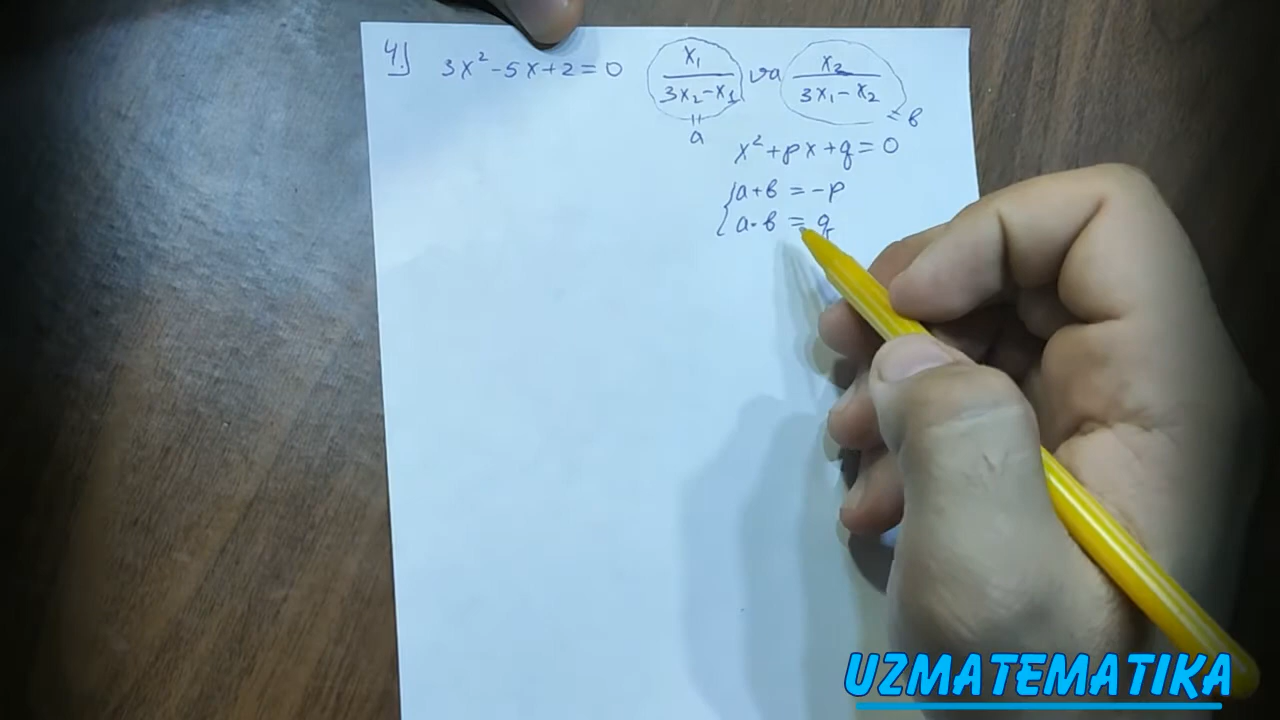 4.] 3x² - 5x + 2 = 0 x₁/(3x₂ - x₁) va x₂/(3x₁ - x₂)
= a = b
x² + px + q = 0
{ a + b = -p
a · b = q
UZMATEMATIKA